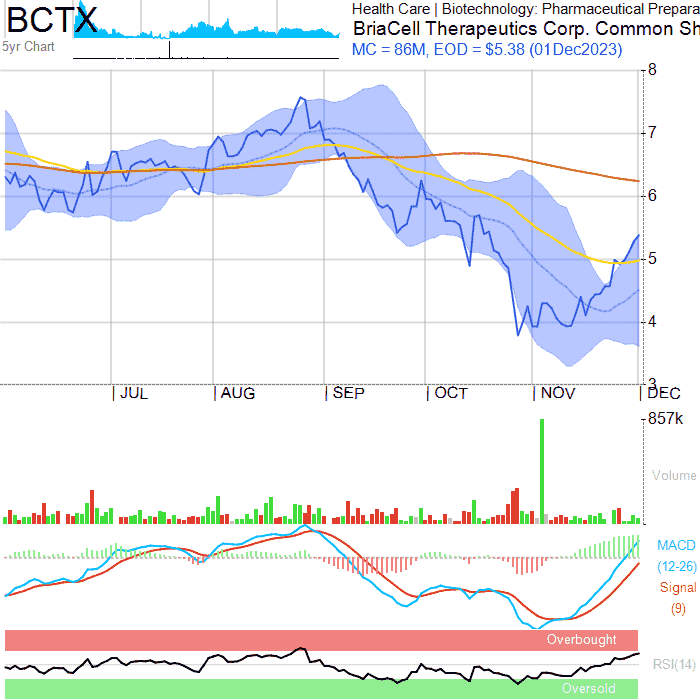 BCTX
5yr Chart
Health Care | Biotechnology: Pharmaceutical Prepara
BriaCell Therapeutics Corp. Common Sh
MC = 86M, EOD = $5.38 (01Dec2023)
8
7
6
5
4
3
JUL AUG SEP OCT NOV DEC
857k
Volume
MACD
(12-26)
Signal
(9)
Overbought
RSI(14)
Oversold